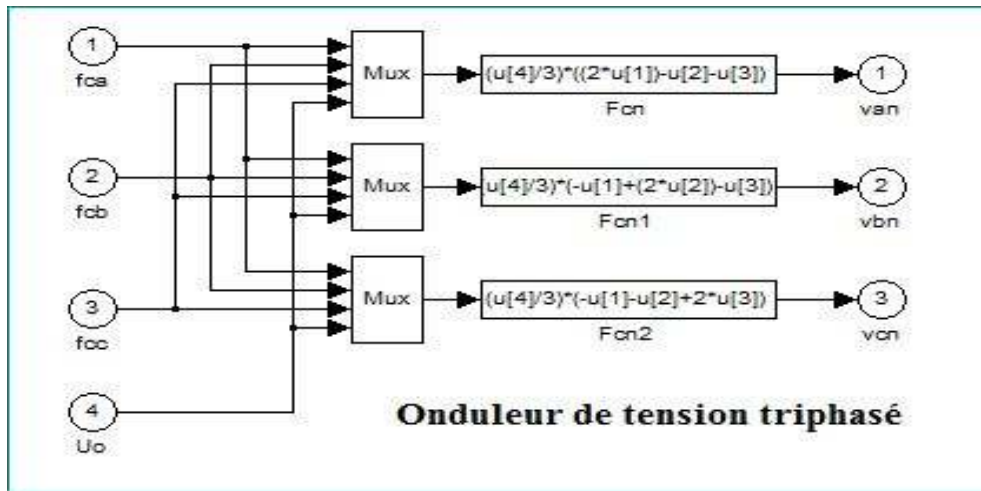 1
fca
Mux
(u[4]/3)*((2*u[1])-u[2]-u[3])
Fcn
1
van
2
fcb
Mux
u[4]/3)*(-u[1]+(2*u[2])-u[3])
Fcn1
2
vbn
3
fcc
Mux
(u[4]/3)*(-u[1]-u[2]+2*u[3])
Fcn2
3
vcn
4
Uo
Onduleur de tension triphasé